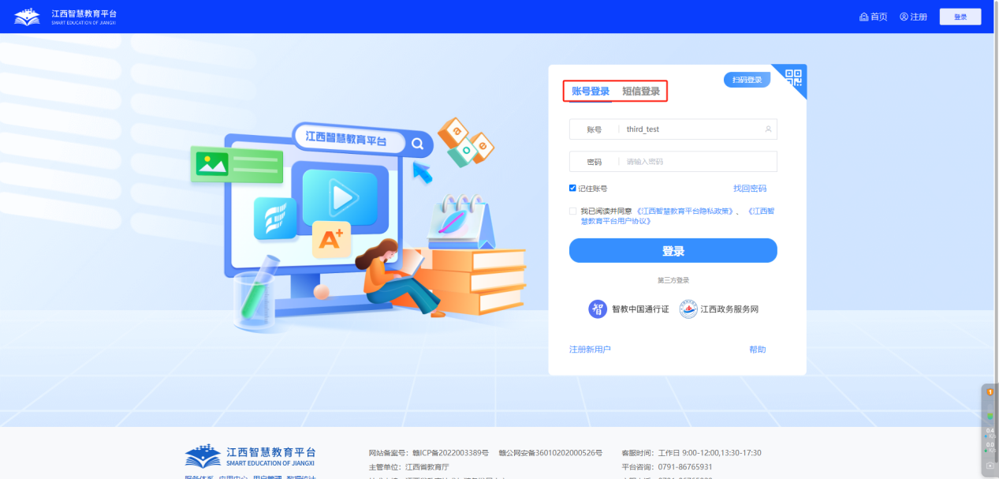 江西智慧教育平台
SMART EDUCATION OF JIANGXI
首页 注册 登录
账号登录 短信登录
扫码登录
账号 third_test
密码 请输入密码
记住账号 找回密码
我已阅读并同意 《江西智慧教育平台隐私政策》 、 《江西智
慧教育平台用户协议》
登录
第三方登录
智 智教中国通行证 江西政务服务网
注册新用户 帮助
江西智慧教育平台
a
o
e
A+
江西智慧教育平台
SMART EDUCATION OF JIANGXI
网站备案号：赣ICP备2022003389号 赣公网安备36010202000526号
主管单位：江西省教育厅
客服时间：工作日 9:00-12:00,13:30-17:30
平台咨询：0791-86765931
1